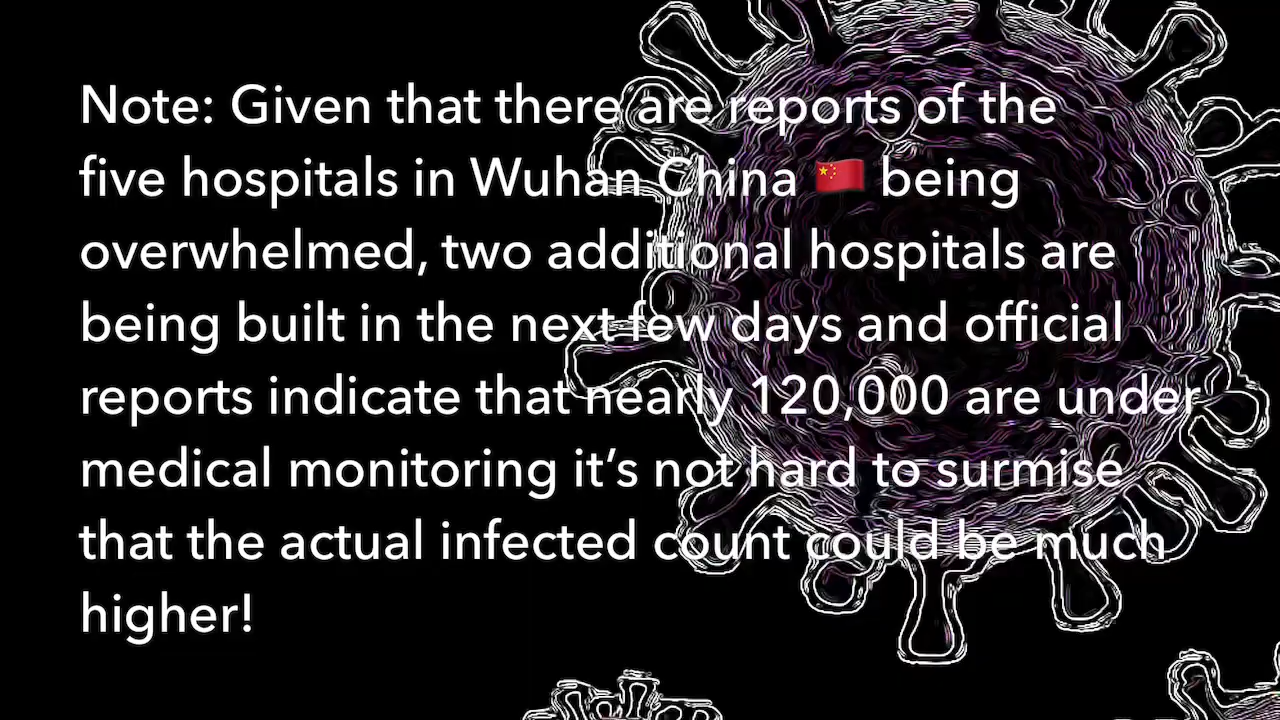 Note: Given that there are reports of the
five hospitals in Wuhan China 🇨🇳 being
overwhelmed, two additional hospitals are
being built in the next few days and official
reports indicate that nearly 120,000 are under
medical monitoring it’s not hard to surmise
that the actual infected count could be much
higher!